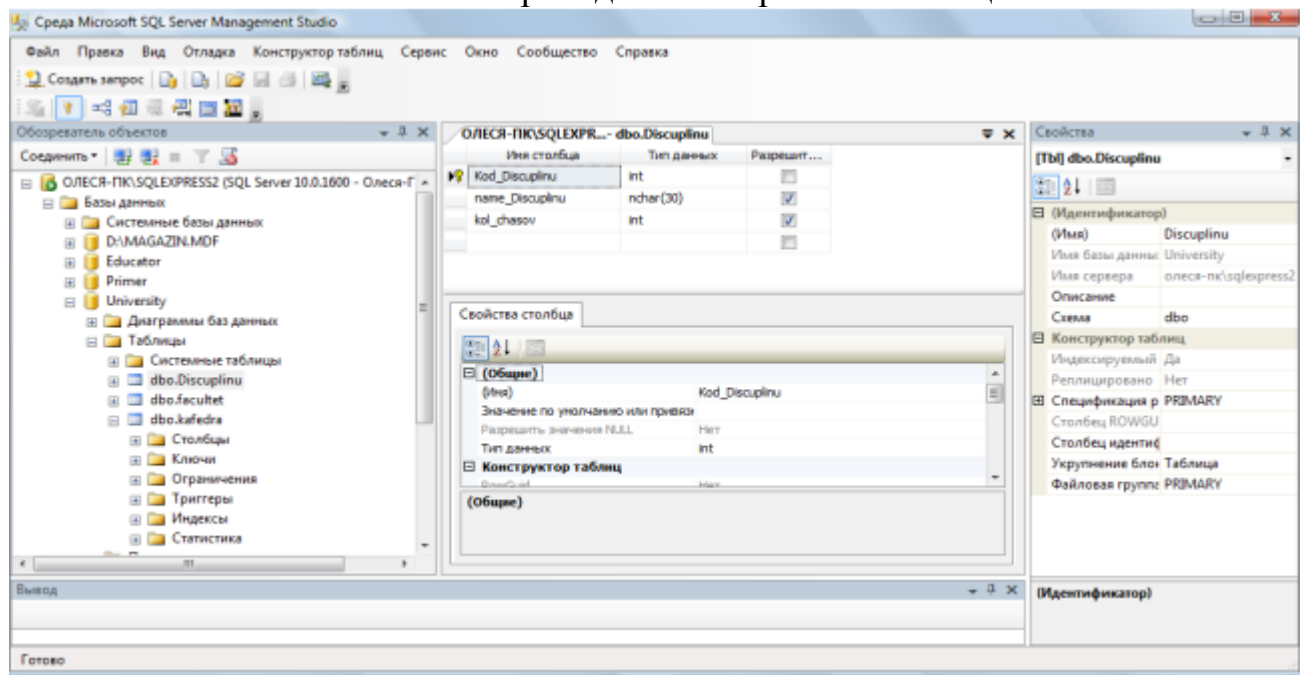 Среда Microsoft SQL Server Management Studio
Файл Правка Вид Отладка Конструктор таблиц Сервис Окно Сообщество Справка
Создать запрос
Обозреватель объектов
Соединить
ОЛЕСЯ-ПК\SQLEXPRESS2 (SQL Server 10.0.1600 - Олеся-П
Базы данных
Системные базы данных
D:\MAGAZIN.MDF
Educator
Primer
University
Диаграммы баз данных
Таблицы
Системные таблицы
dbo.Discuplinu
dbo.facultet
dbo.kafedra
Столбцы
Ключи
Ограничения
Триггеры
Индексы
Статистика
ОЛЕСЯ-ПК\SQLEXPR...- dbo.Discuplinu
Имя столбца Тип данных Разрешит...
Kod_Discuplinu int
name_Discuplinu nchar(30)
kol_chasov int
Свойства столбца
(Общие)
(Имя) Kod_Discuplinu
Значение по умолчанию или привязк
Разрешить значения NULL Нет
Тип данных int
Конструктор таблиц
RowGuid Нет
(Общие)
Свойства
[Tbl] dbo.Discuplinu
(Идентификатор)
(Имя) Discuplinu
Имя базы данны University
Имя сервера олеся-пк\sqlexpress2
Описание
Схема dbo
Конструктор таблиц
Индексируемый Да
Реплицировано Нет
Спецификация р PRIMARY
Столбец ROWGU
Столбец идентиф
Укрупнение блок Таблица
Файловая группа PRIMARY
(Идентификатор)
Вывод
Готово